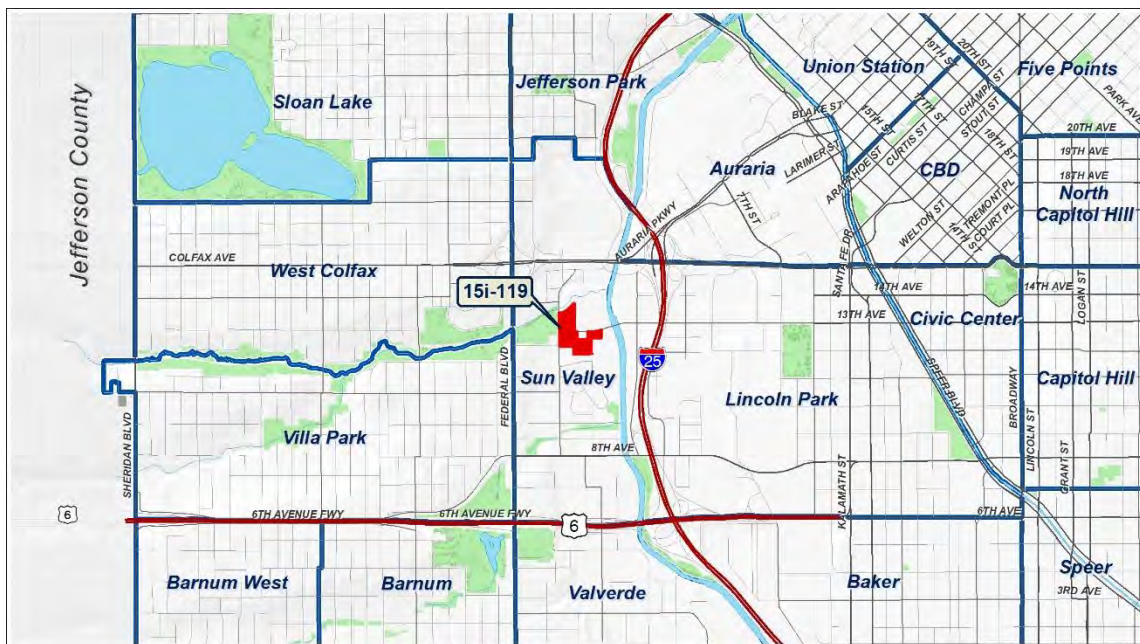 Jefferson County
Sloan Lake
Jefferson Park
Union Station
Five Points
19TH ST
20TH ST
CHAMPA ST
STOUT ST
PARK AVE
17TH ST
18TH ST
15TH ST
BLAKE ST
LARIMER ST
CURTIS ST
ARAPAHOE ST
20TH AVE
19TH AVE
18TH AVE
Auraria
CBD
North
Capitol Hill
7TH ST
AURARIA PKWY
WELTON ST
TREMONT PL
COURT PL
14TH ST
COLFAX AVE
West Colfax
SANTA FE DR
14TH AVE
14TH AVE
LOGAN ST
13TH AVE
Civic Center
15i-119
25
Sun Valley
Lincoln Park
Capitol Hill
SHERIDAN BLVD
FEDERAL BLVD
SPEER BLVD
BROADWAY
LINCOLN ST
GRANT ST
Villa Park
8TH AVE
KALAMATH ST
6
6TH AVENUE FWY
6TH AVENUE FWY
6
6TH AVE
Barnum West
Barnum
Valverde
Baker
Speer
3RD AVE